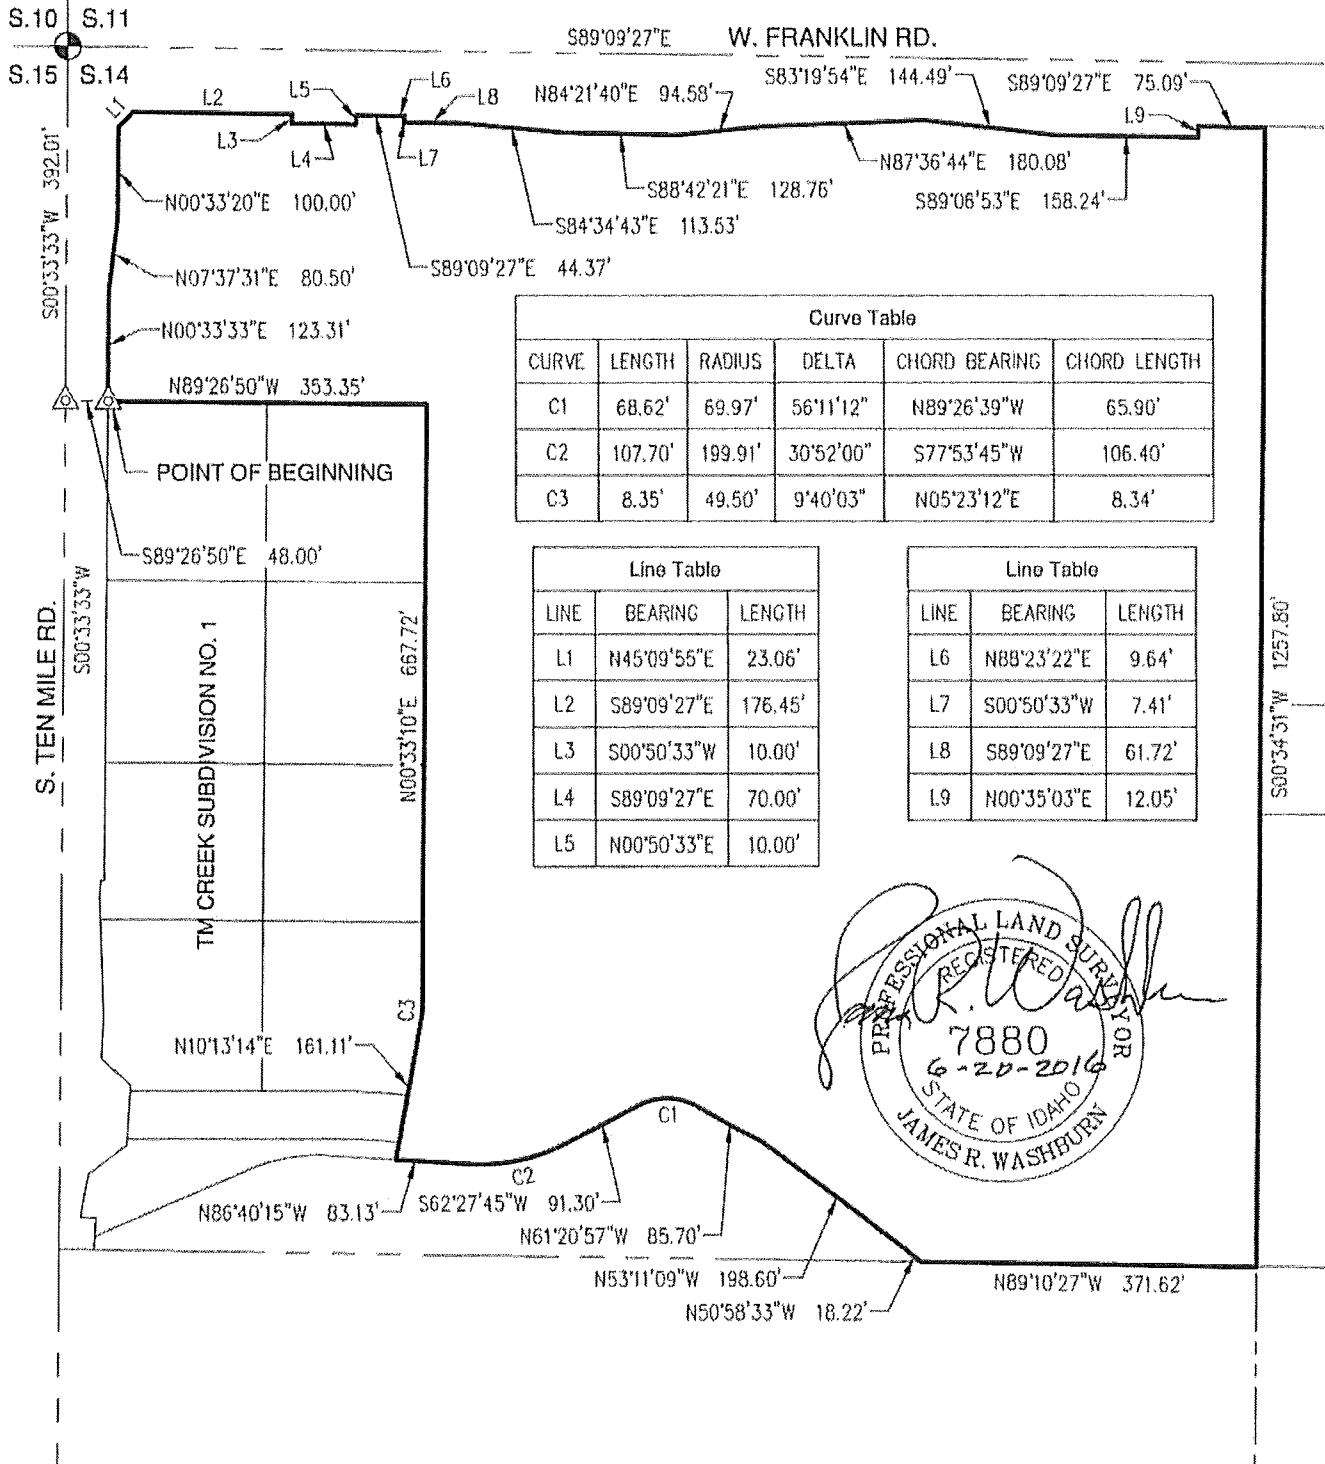 S.10 S.11
S.15 S.14
S89°09'27"E W. FRANKLIN RD.
L1
L2
L3
L4
L5
L6
L7
L8
N84°21'40"E 94.58'
S83°19'54"E 144.49'
S89°09'27"E 75.09'
L9
N87°36'44"E 180.08'
S88°42'21"E 128.76'
S89°06'53"E 158.24'
S84°34'43"E 113.53'
S89°09'27"E 44.37'
S00°33'33"W 392.01'
N00°33'20"E 100.00'
N07°37'31"E 80.50'
N00°33'33"E 123.31'
N89°26'50"W 353.35'
POINT OF BEGINNING
S89°26'50"E 48.00'
S. TEN MILE RD.
S00°33'33"W
TM CREEK SUBDIVISION NO. 1
N00°33'10"E 667.72'
Curve Table
CURVE LENGTH RADIUS DELTA CHORD BEARING CHORD LENGTH
C1 68.62' 69.97' 56°11'12" N89°26'39"W 65.90'
C2 107.70' 199.91' 30°52'00" S77°53'45"W 106.40'
C3 8.35' 49.50' 9°40'03" N05°23'12"E 8.34'
Line Table
LINE BEARING LENGTH
L1 N45°09'55"E 23.06'
L2 S89°09'27"E 176.45'
L3 S00°50'33"W 10.00'
L4 S89°09'27"E 70.00'
L5 N00°50'33"E 10.00'
Line Table
LINE BEARING LENGTH
L6 N88°23'22"E 9.64'
L7 S00°50'33"W 7.41'
L8 S89°09'27"E 61.72'
L9 N00°35'03"E 12.05'
S00°34'31"W 1257.80'
PROFESSIONAL LAND SURVEYOR
REGISTERED
7880
6-20-2016
STATE OF IDAHO
JAMES R. WASHBURN
C3
N10°13'14"E 161.11'
C1
C2
N86°40'15"W 83.13'
S62°27'45"W 91.30'
N61°20'57"W 85.70'
N53°11'09"W 198.60'
N50°58'33"W 18.22'
N89°10'27"W 371.62'